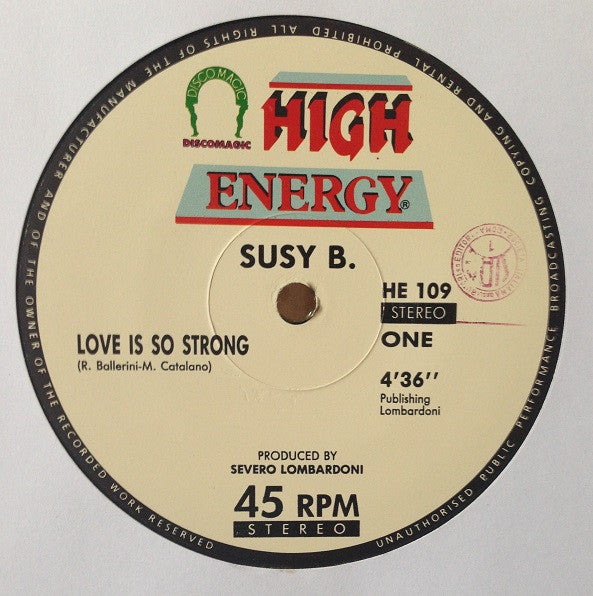 DISCOMAGIC
DISCOMAGIC
HIGH
ENERGY®
SUSY B.
HE 109
STEREO
ONE
LOVE IS SO STRONG
(R. Ballerini-M. Catalano)
4'36''
Publishing
Lombardoni
PRODUCED BY
SEVERO LOMBARDONI
45 RPM
STEREO
ALL RIGHTS OF THE MANUFACTURER AND OF THE OWNER OF THE RECORDED WORK RESERVED
UNAUTHORISED PUBLIC PERFORMANCE BROADCASTING COPYING AND RENTAL PROHIBITED